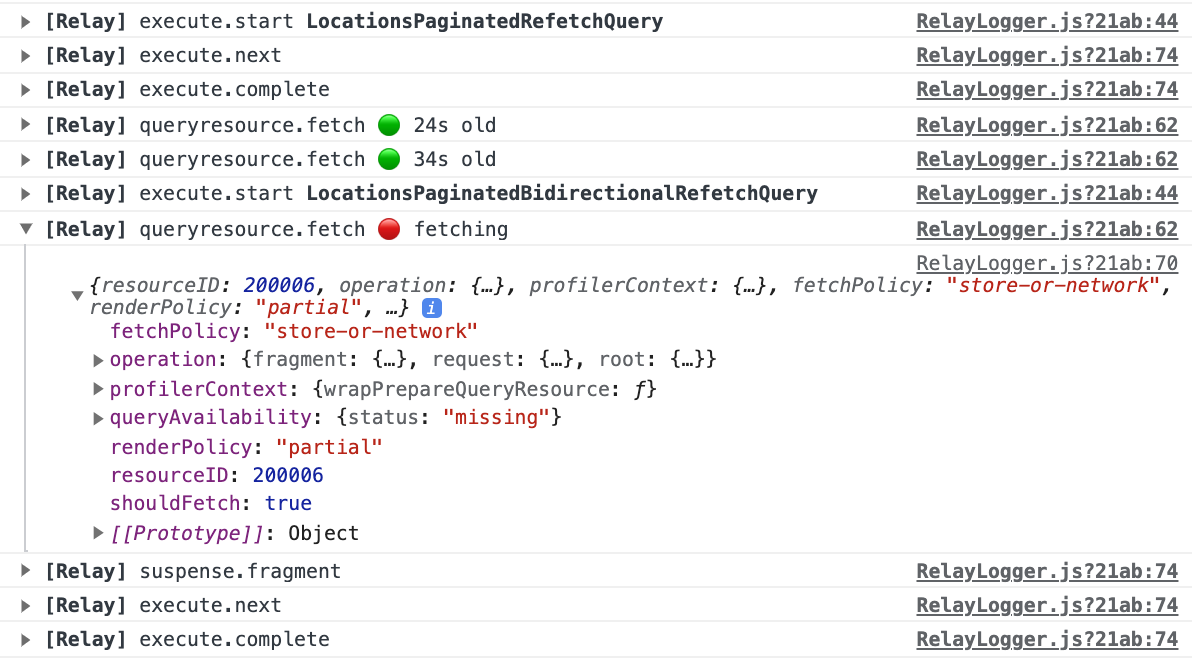 [Relay] execute.start LocationsPaginatedRefetchQuery RelayLogger.js?21ab:44
[Relay] execute.next RelayLogger.js?21ab:74
[Relay] execute.complete RelayLogger.js?21ab:74
[Relay] queryresource.fetch 🟢 24s old RelayLogger.js?21ab:62
[Relay] queryresource.fetch 🟢 34s old RelayLogger.js?21ab:62
[Relay] execute.start LocationsPaginatedBidirectionalRefetchQuery RelayLogger.js?21ab:44
[Relay] queryresource.fetch 🔴 fetching RelayLogger.js?21ab:62
RelayLogger.js?21ab:70
{resourceID: 200006, operation: {…}, profilerContext: {…}, fetchPolicy: "store-or-network",
renderPolicy: "partial", …} i
fetchPolicy: "store-or-network"
operation: {fragment: {…}, request: {…}, root: {…}}
profilerContext: {wrapPrepareQueryResource: ƒ}
queryAvailability: {status: "missing"}
renderPolicy: "partial"
resourceID: 200006
shouldFetch: true
[[Prototype]]: Object
[Relay] suspense.fragment RelayLogger.js?21ab:74
[Relay] execute.next RelayLogger.js?21ab:74
[Relay] execute.complete RelayLogger.js?21ab:74